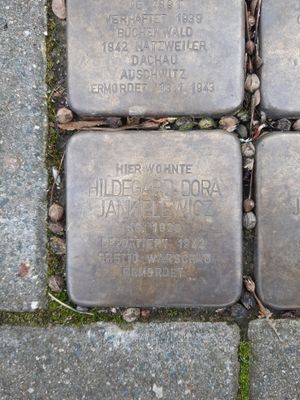 VERHAFTET 1939
BUCHENWALD
1942 NATZWEILER
DACHAU
AUSCHWITZ
ERMORDET 1943
HIER WOHNTE
HILDEGARD DORA
JANKELEWICZ
JG.
DEPORTIERT 1942
GHETTO WARSCHAU
ERMORDET